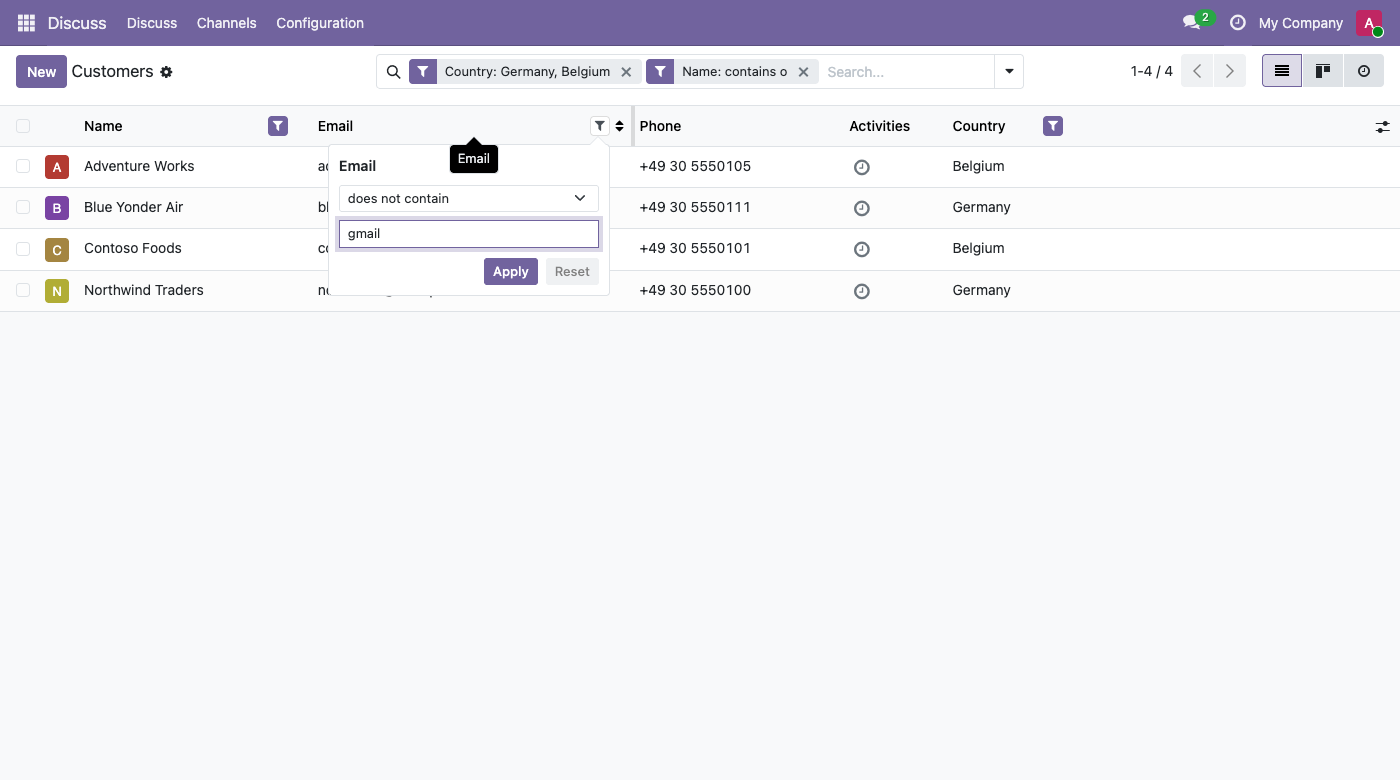 Discuss Discuss Channels Configuration 2 My Company A
New Customers Country: Germany, Belgium Name: contains o Search... 1-4 / 4
Name Email Phone Activities Country
Email
A Adventure Works +49 30 5550105 Belgium
Email
does not contain
B Blue Yonder Air +49 30 5550111 Germany
gmail
C Contoso Foods +49 30 5550101 Belgium
Apply Reset
N Northwind Traders +49 30 5550100 Germany